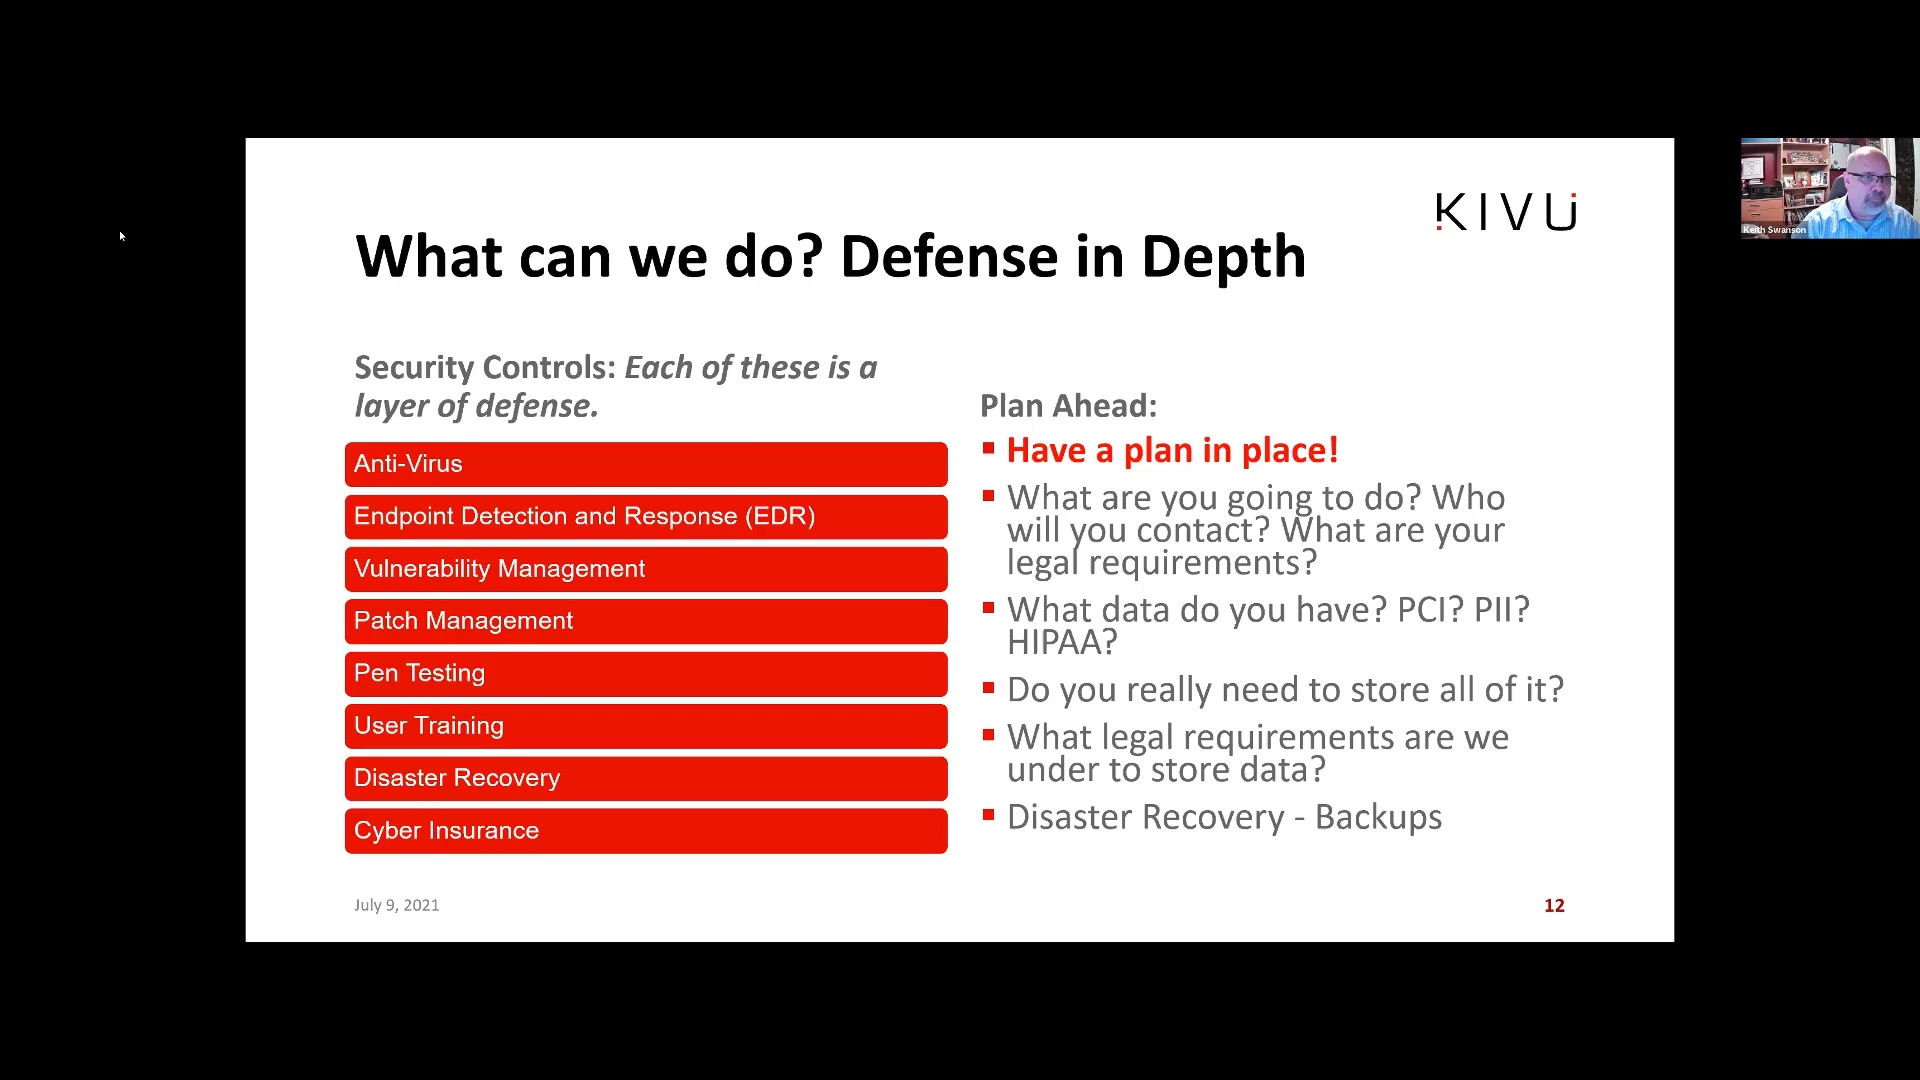 KIVU
What can we do? Defense in Depth
Security Controls: Each of these is a
layer of defense.
Anti-Virus
Endpoint Detection and Response (EDR)
Vulnerability Management
Patch Management
Pen Testing
User Training
Disaster Recovery
Cyber Insurance
Plan Ahead:
Have a plan in place!
What are you going to do? Who
will you contact? What are your
legal requirements?
What data do you have? PCI? PII?
HIPAA?
Do you really need to store all of it?
What legal requirements are we
under to store data?
Disaster Recovery - Backups
July 9, 2021
12
Keith Swanson